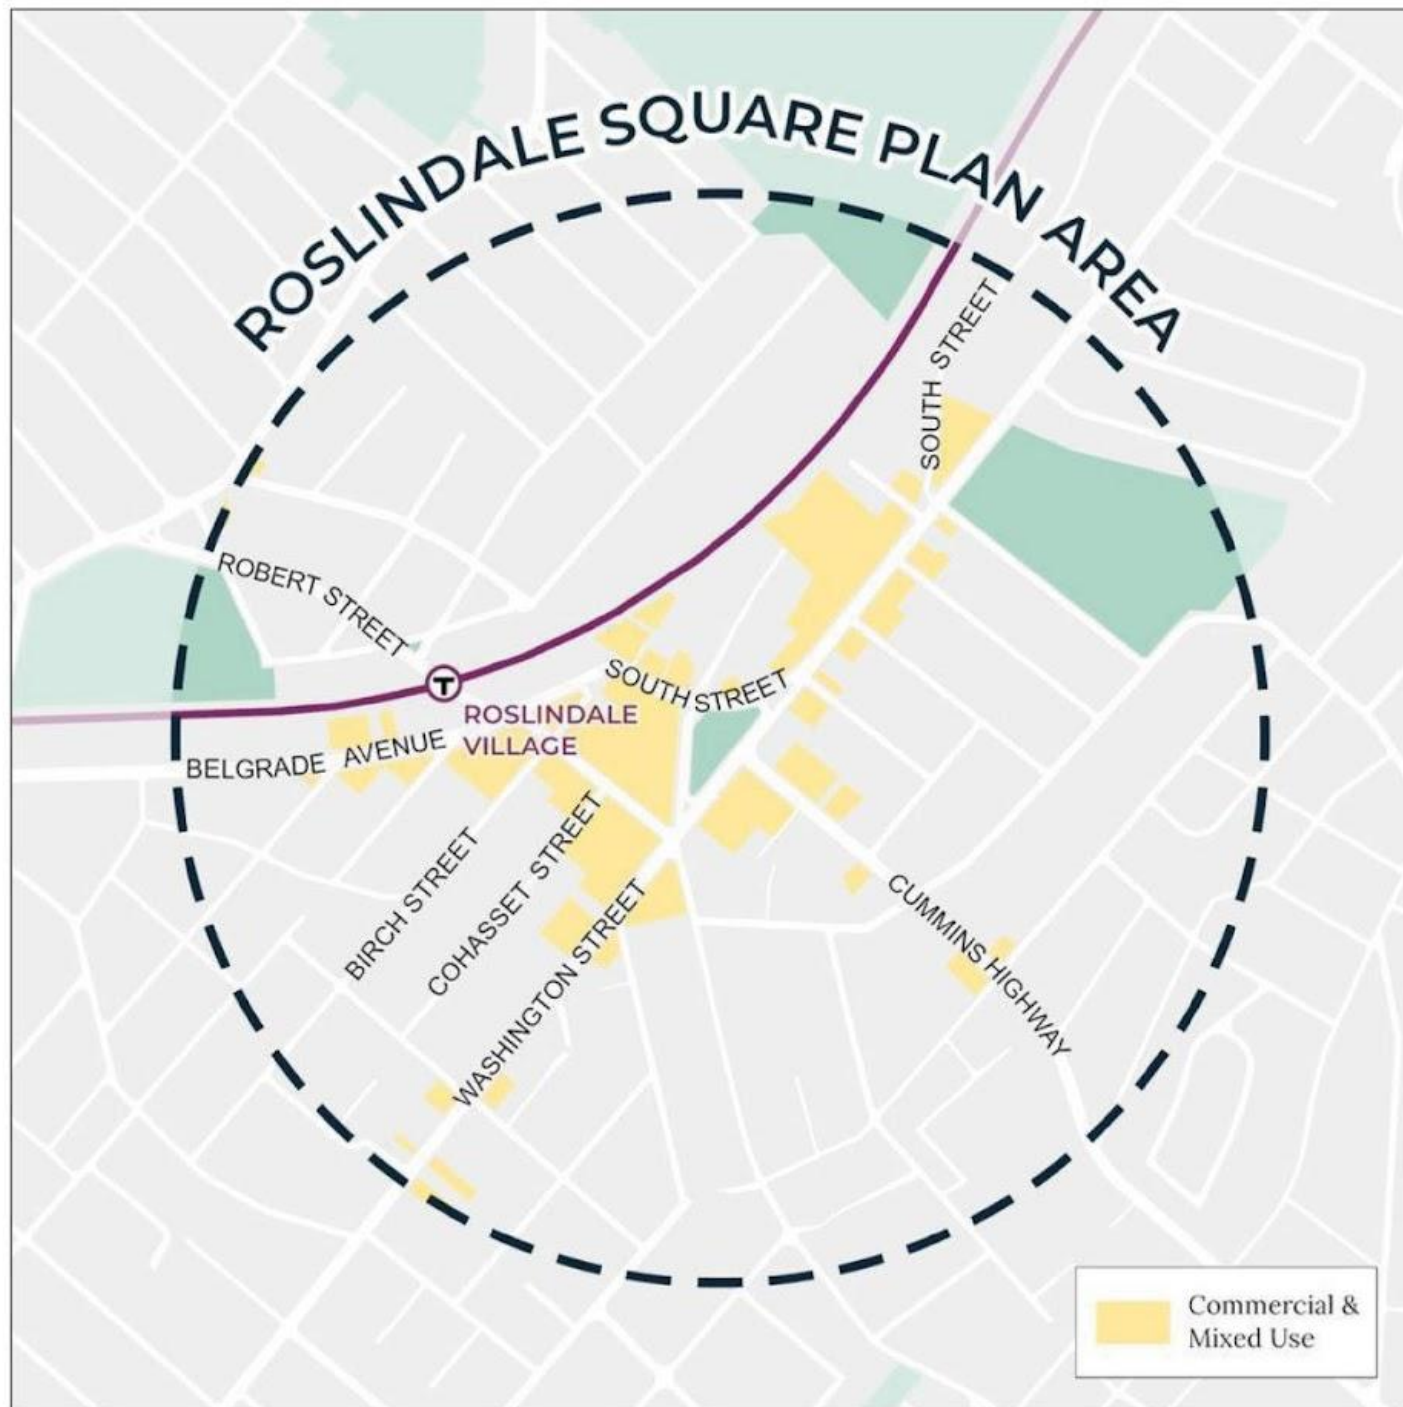 ROSLINDALE SQUARE PLAN AREA
SOUTH STREET
ROBERT STREET
SOUTH STREET
T
ROSLINDALE
VILLAGE
BELGRADE AVENUE
BIRCH STREET
COHASSET STREET
WASHINGTON STREET
CUMMINS HIGHWAY
Commercial &
Mixed Use